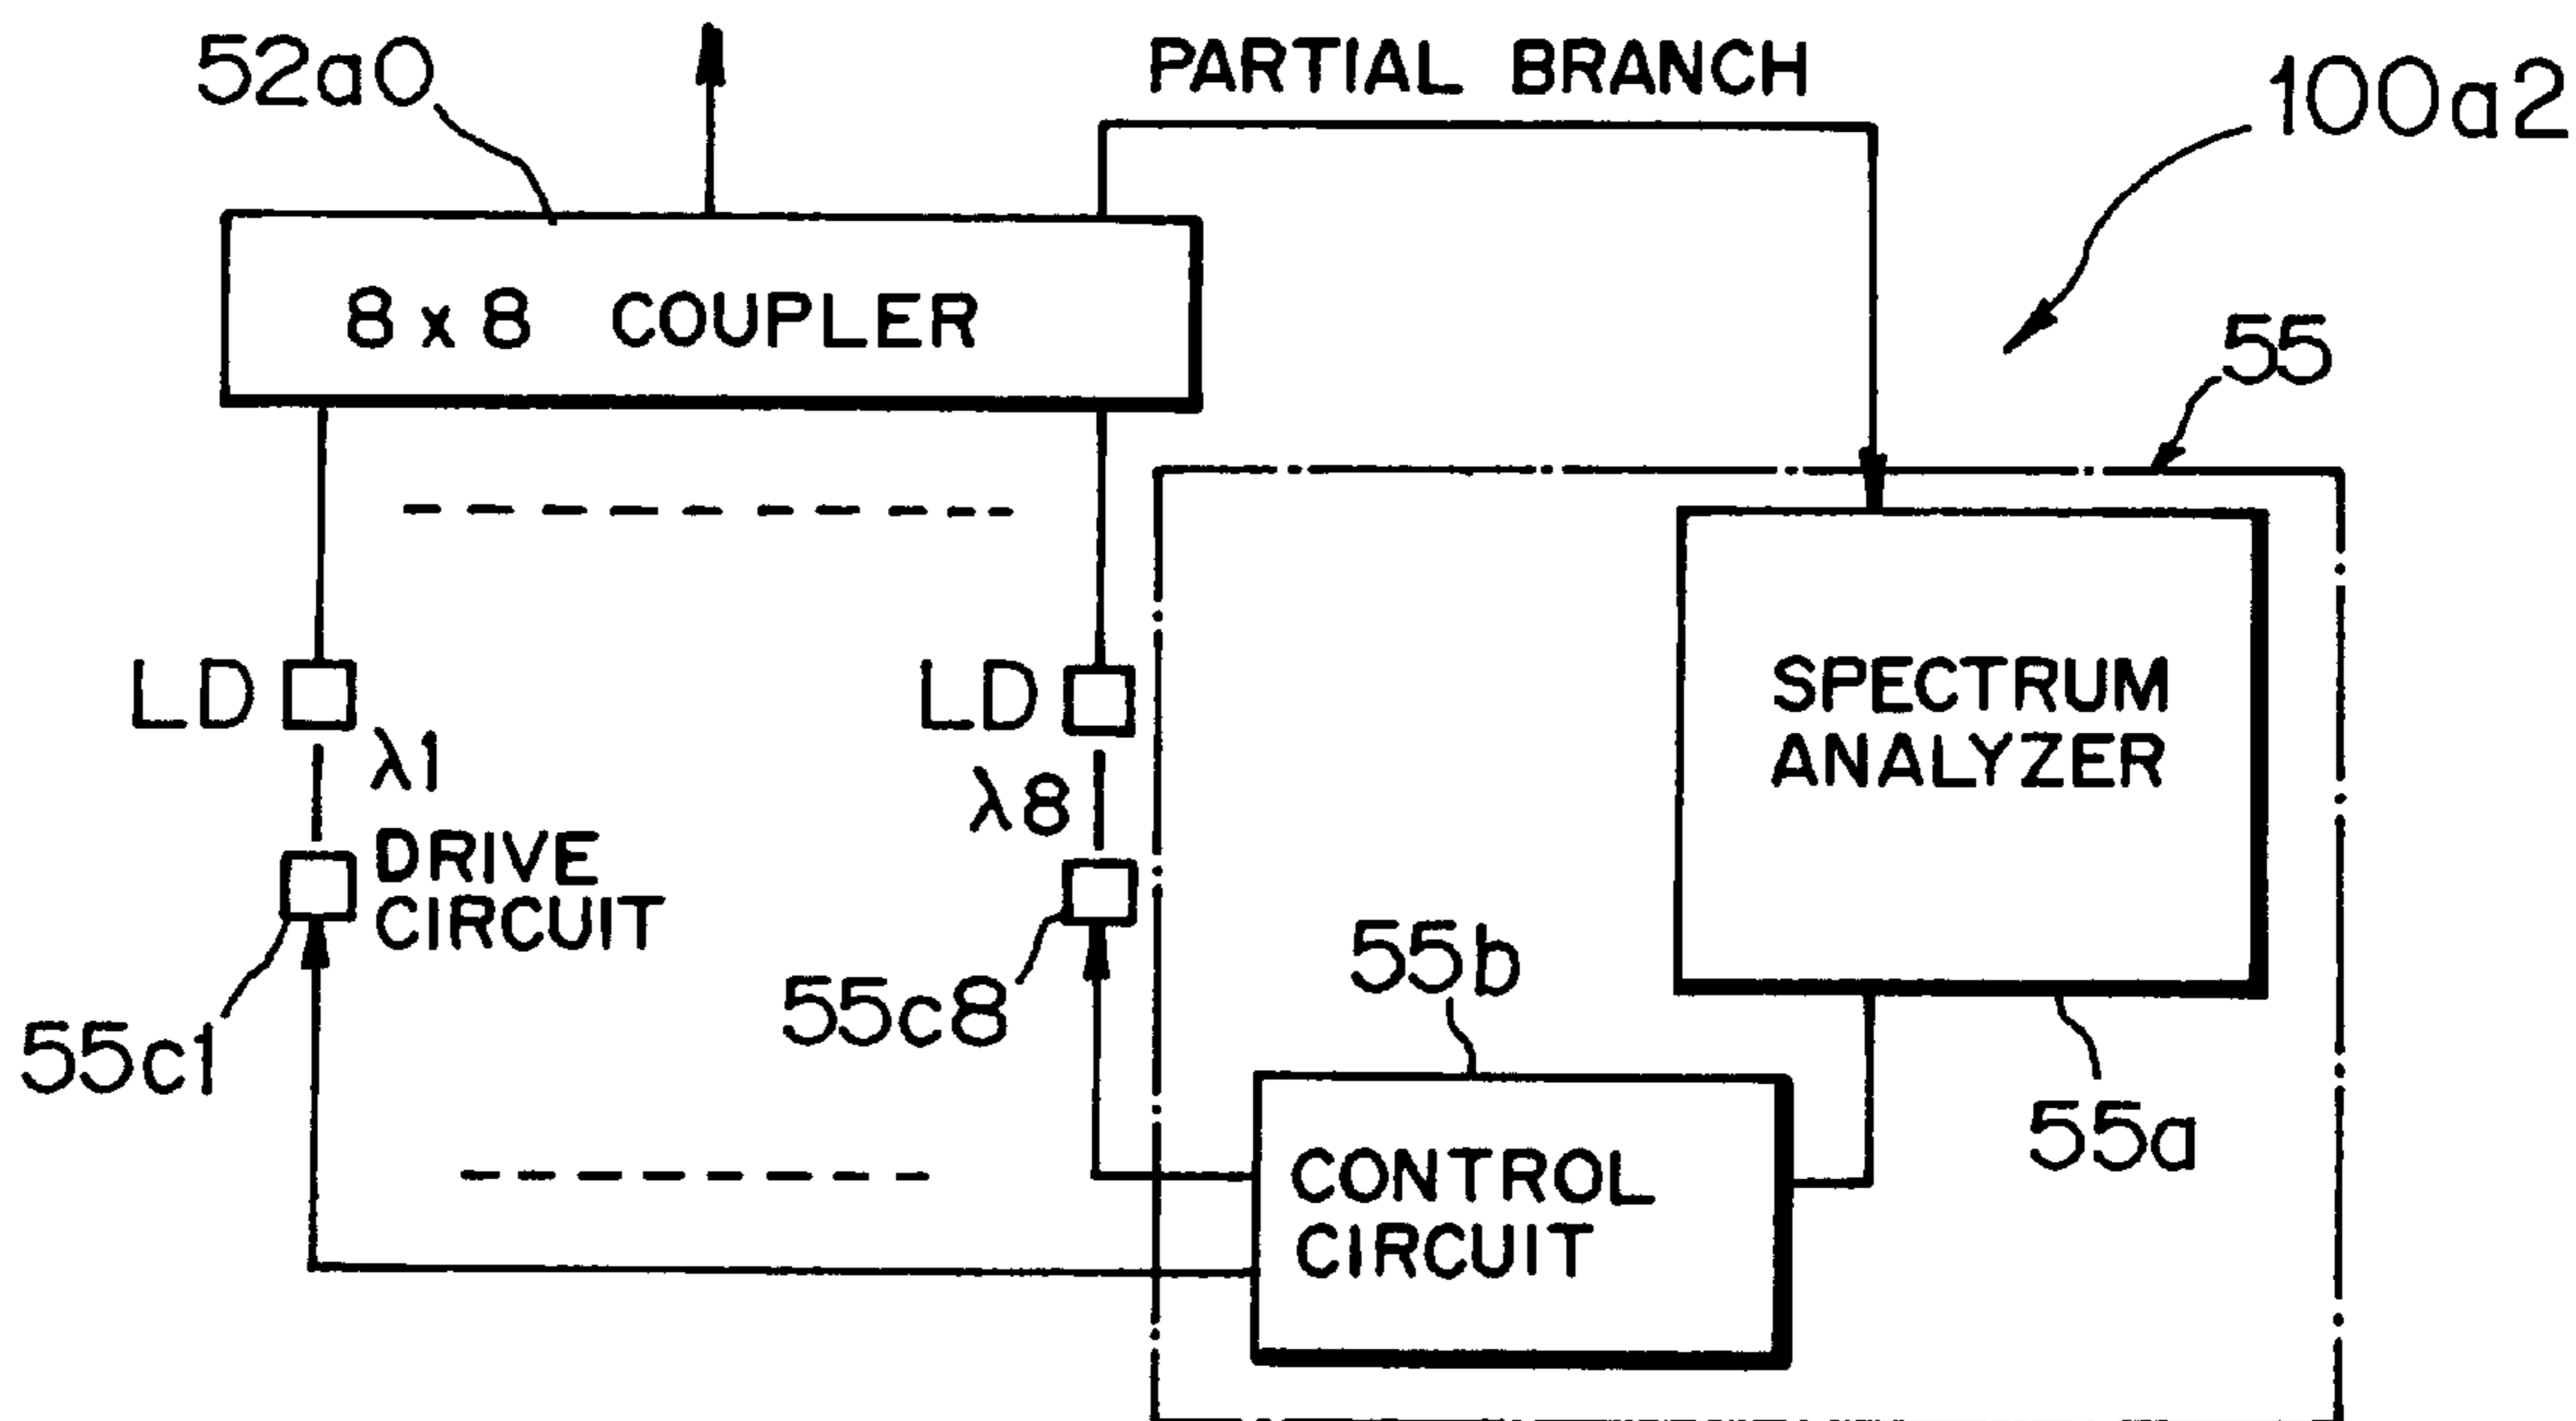 52a0
PARTIAL BRANCH
100a2
8 x 8 COUPLER
55
LD
λ1
LD
λ8
SPECTRUM
ANALYZER
DRIVE
CIRCUIT
55c1
55c8
55b
55a
CONTROL
CIRCUIT